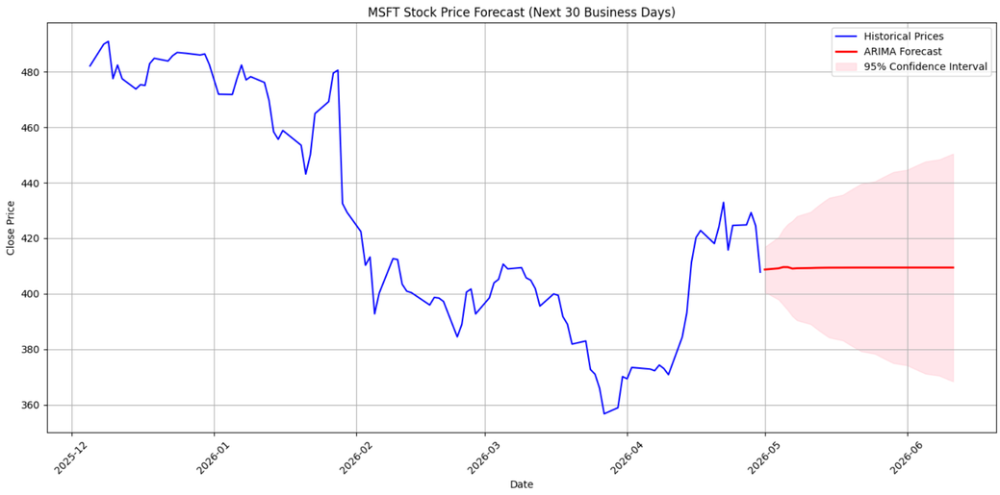 MSFT Stock Price Forecast (Next 30 Business Days)
Historical Prices
ARIMA Forecast
95% Confidence Interval
Close Price
480
460
440
420
400
380
360
2025-12
2026-01
2026-02
2026-03
2026-04
2026-05
2026-06
Date